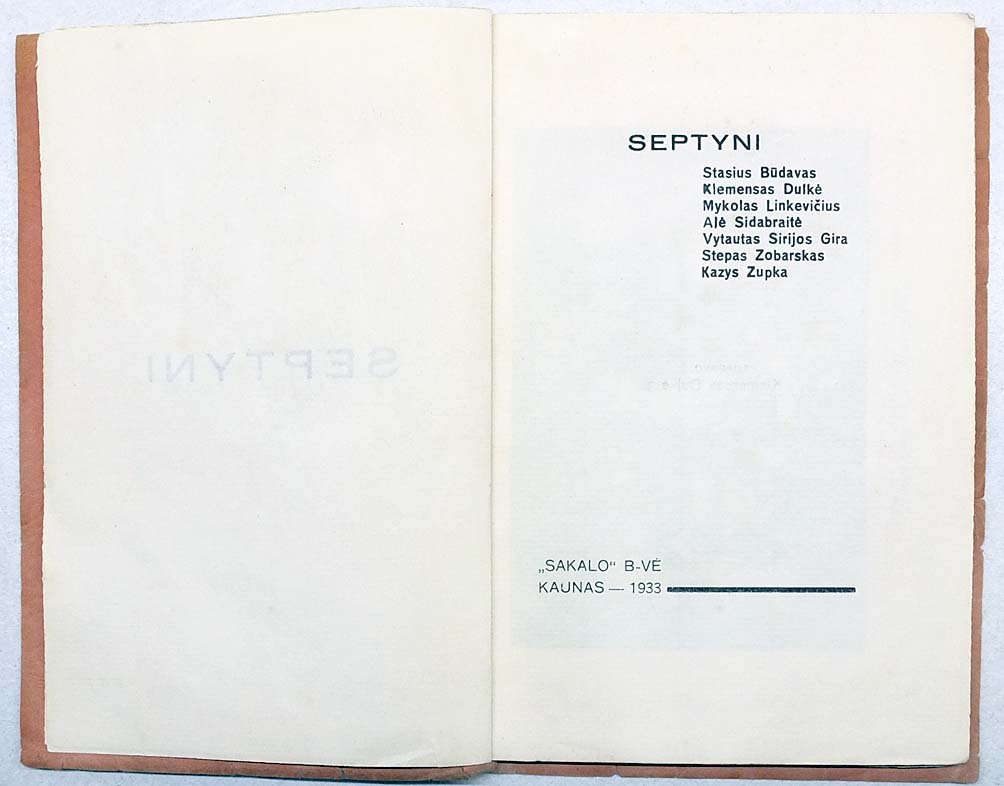 SEPTYNI
SEPTYNI
Stasius Būdavas
Klemensas Dulkė
Mykolas Linkevičius
Alė Sidabraitė
Vytautas Sirijos Gira
Stepas Zobarskas
Kazys Zupka
„SAKALO“ B-VĖ
KAUNAS — 1933